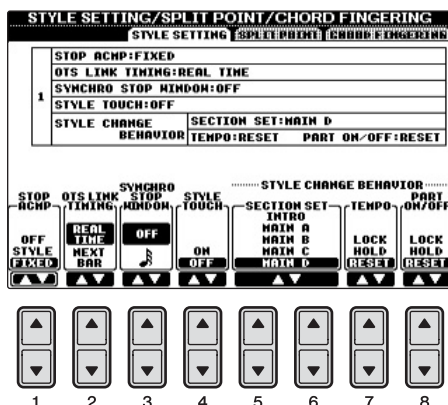 STYLE SETTING/SPLIT POINT/CHORD FINGERING
STYLE SETTING SPLIT POINT CHORD FINGERING
1
STOP ACMP:FIXED
OTS LINK TIMING:REAL TIME
SYNCHRO STOP WINDOW:OFF
STYLE TOUCH:OFF
STYLE CHANGE BEHAVIOR
SECTION SET:MAIN D
TEMPO:RESET PART ON/OFF:RESET
STOP ACMP
OFF
STYLE
FIXED
OTS LINK TIMING
REAL TIME
NEXT BAR
SYNCHRO STOP WINDOW
OFF
STYLE TOUCH
ON
OFF
STYLE CHANGE BEHAVIOR
SECTION SET
INTRO
MAIN A
MAIN B
MAIN C
MAIN D
TEMPO
LOCK
HOLD
RESET
PART ON/OFF
LOCK
HOLD
RESET
1 2 3 4 5 6 7 8